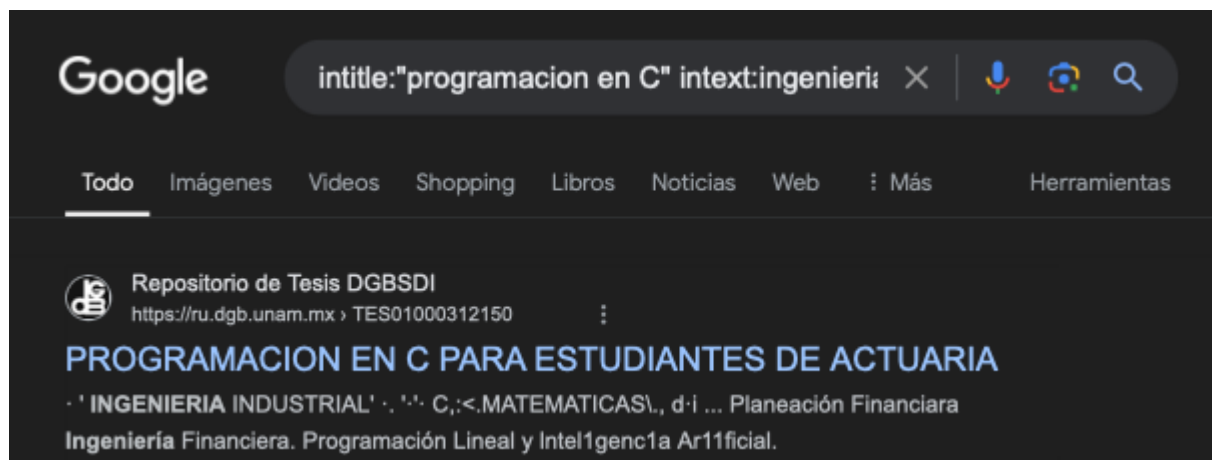 Google
intitle:"programacion en C" intext:ingenieria
Todo Imágenes Videos Shopping Libros Noticias Web Más Herramientas
Repositorio de Tesis DGBSDI
https://ru.dgb.unam.mx › TES01000312150
PROGRAMACION EN C PARA ESTUDIANTES DE ACTUARIA
· ' INGENIERIA INDUSTRIAL' ·. '·'· C,:<.MATEMATICAS\., d·i ... Planeación Financiara
Ingeniería Financiera. Programación Lineal y Intel1genc1a Ar11ficial.